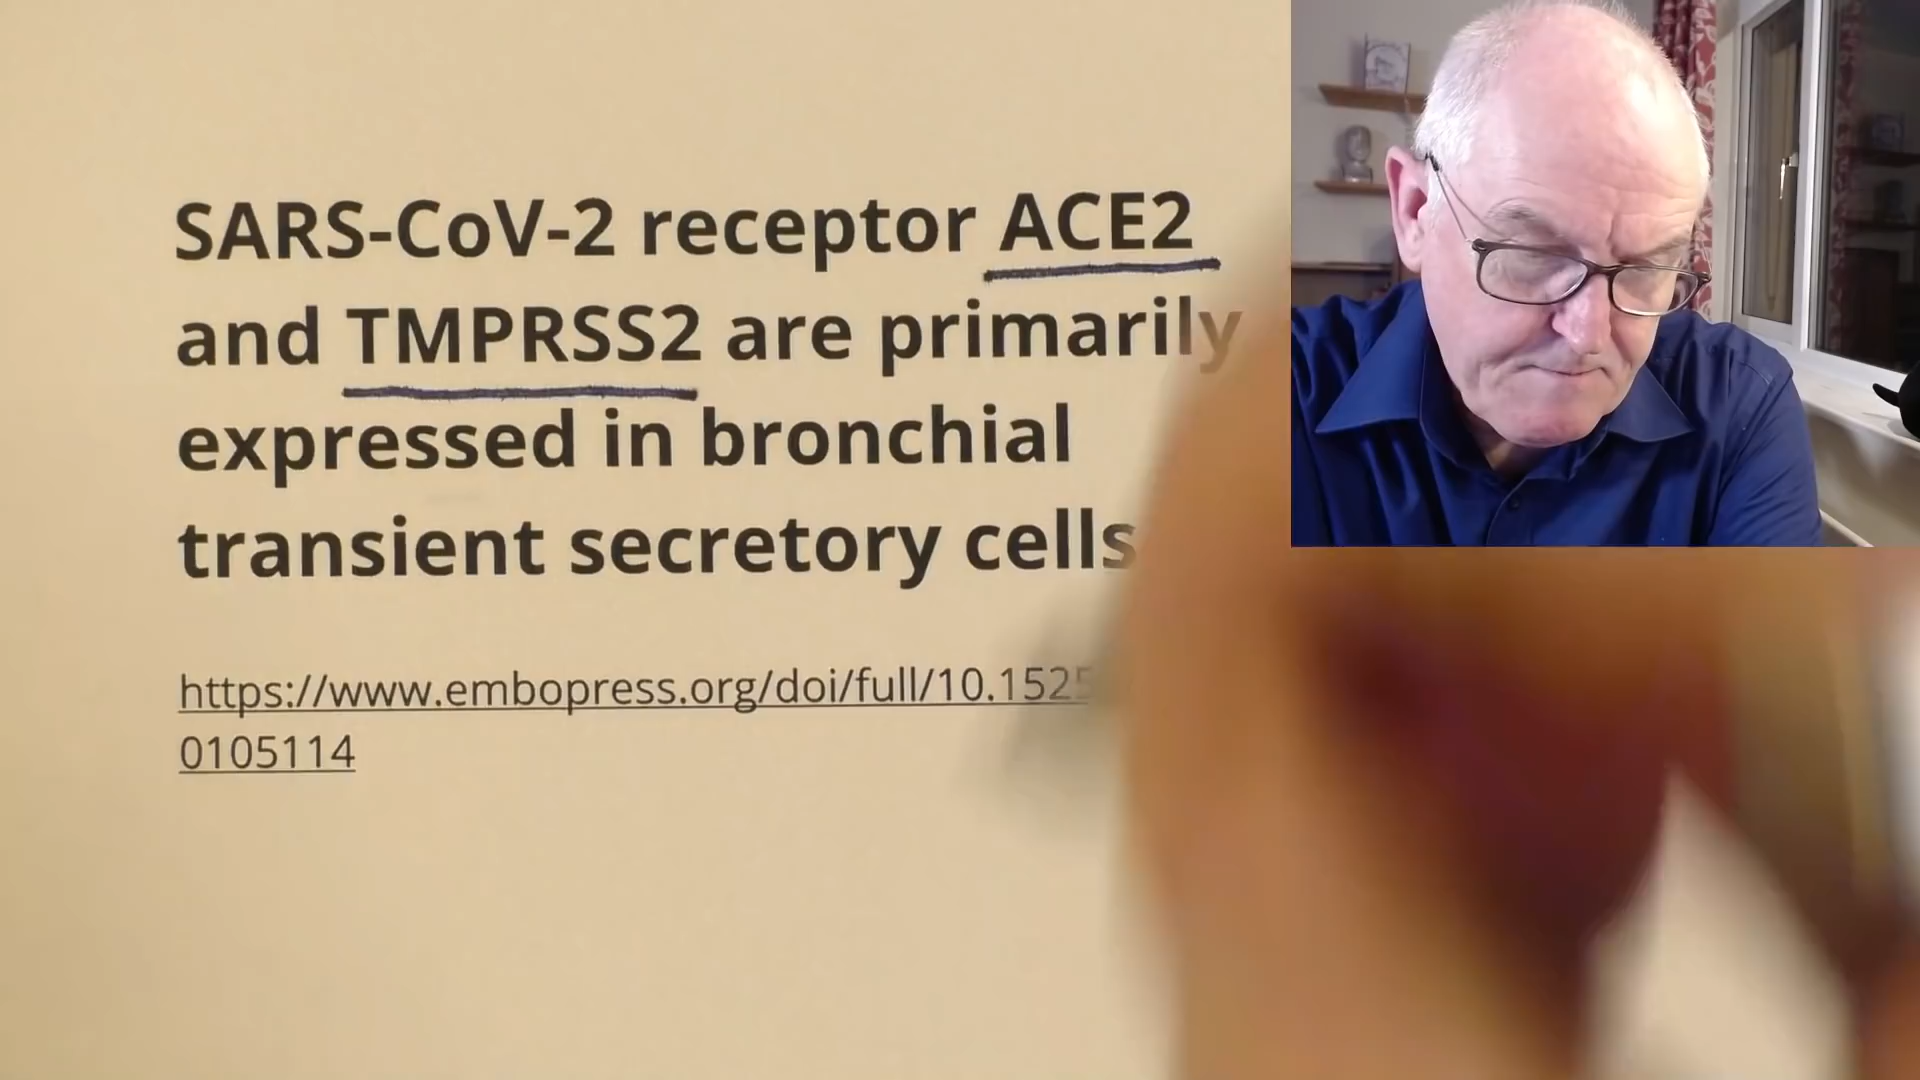 SARS-CoV-2 receptor ACE2
and TMPRSS2 are primarily
expressed in bronchial
transient secretory cells
https://www.embopress.org/doi/full/10.1525
0105114